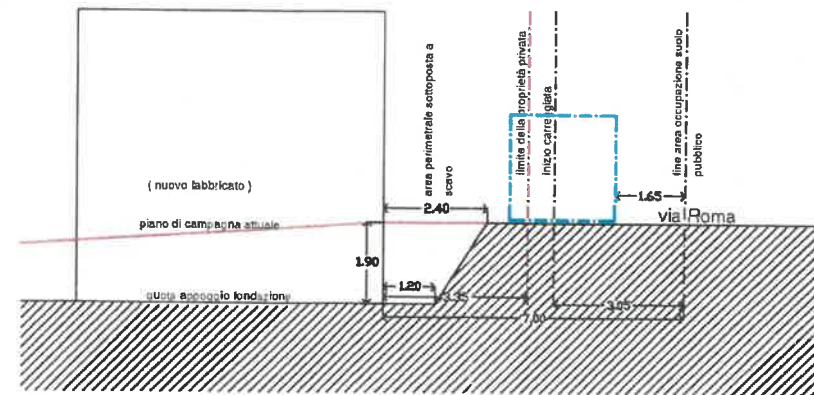 area perimetrale sottoposta a
scavo
limite della proprietà privata
inizio carreggiata
fine area occupazione suolo
pubblico
( nuovo fabbricato )
piano di campagna attuale
2.40
1.65
via Roma
1.90
1.20
3.35
3.05
7.00
quota appoggio fondazione